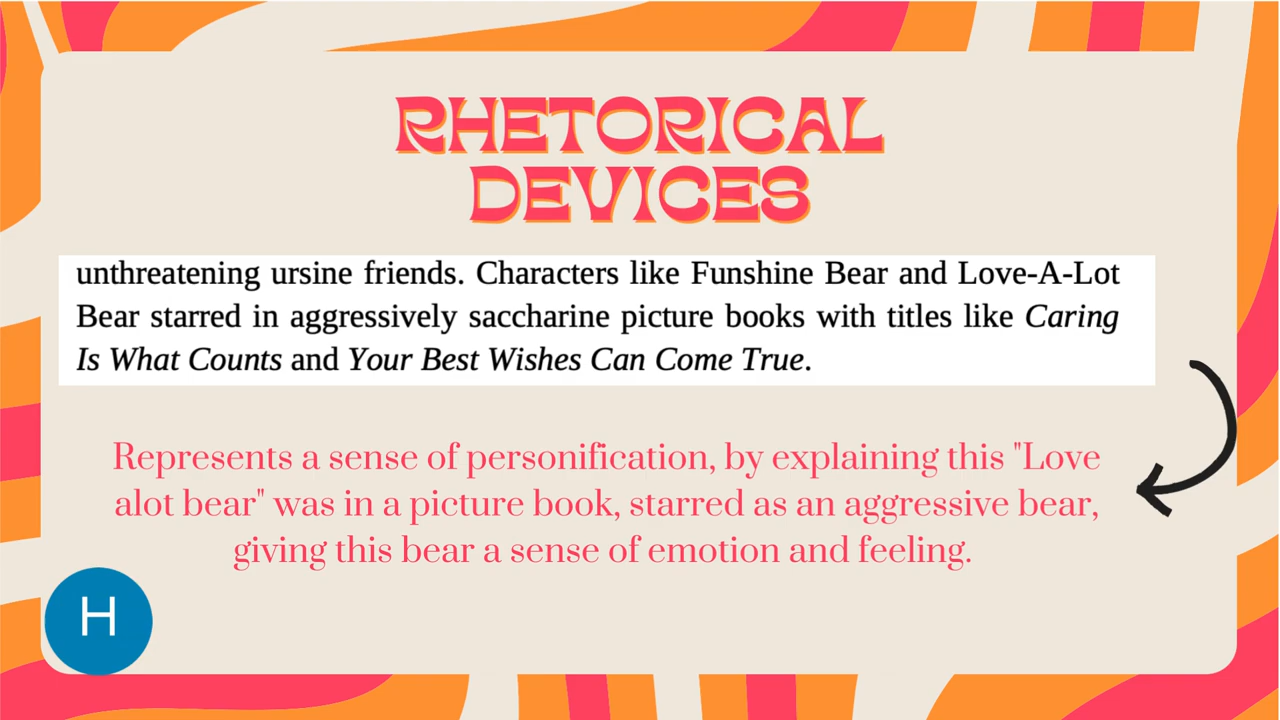 RHETORICAL
DEVICES
unthreatening ursine friends. Characters like Funshine Bear and Love-A-Lot
Bear starred in aggressively saccharine picture books with titles like Caring
Is What Counts and Your Best Wishes Can Come True.
Represents a sense of personification, by explaining this "Love
alot bear" was in a picture book, starred as an aggressive bear,
giving this bear a sense of emotion and feeling.
H